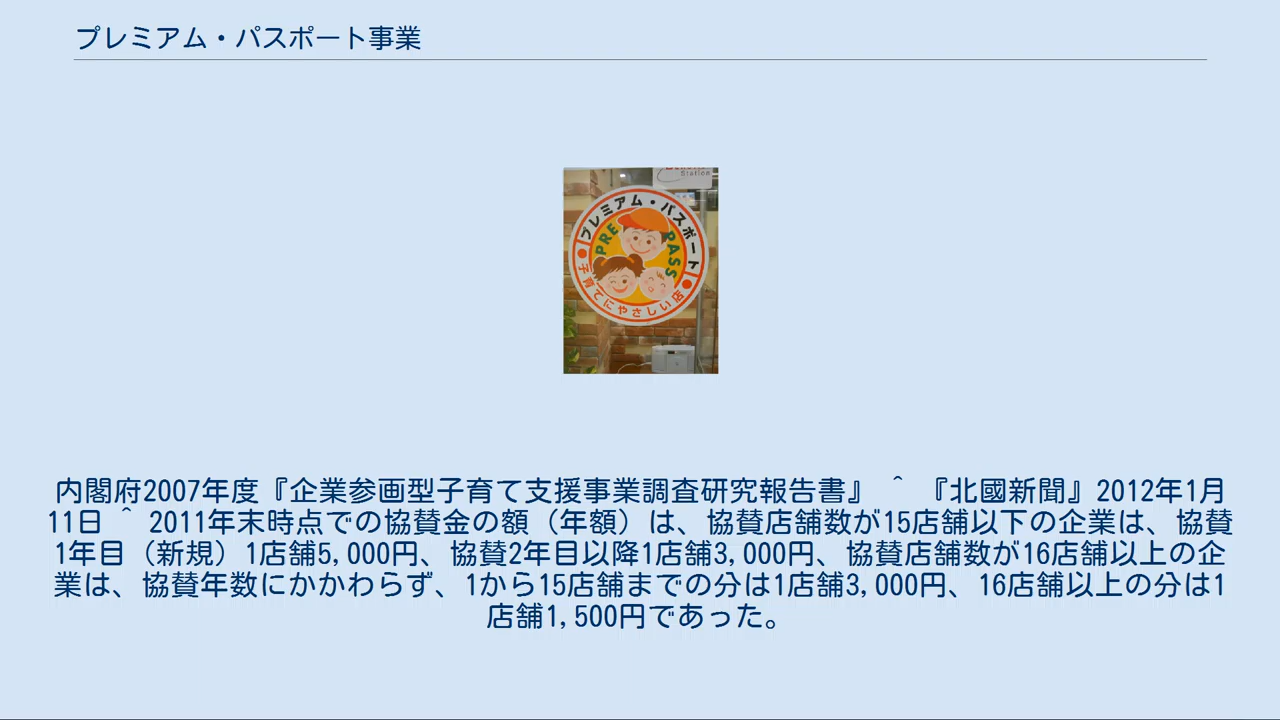 プレミアム・パスポート事業
Station
プレミアム・パスポート
PRE PASS
子育てにやさしい店
内閣府2007年度『企業参画型子育て支援事業調査研究報告書』 ^ 『北國新聞』2012年1月
11日 ^ 2011年末時点での協賛金の額（年額）は、協賛店舗数が15店舗以下の企業は、協賛
1年目（新規）1店舗5,000円、協賛2年目以降1店舗3,000円、協賛店舗数が16店舗以上の企
業は、協賛年数にかかわらず、1から15店舗までの分は1店舗3,000円、16店舗以上の分は1
店舗1,500円であった。